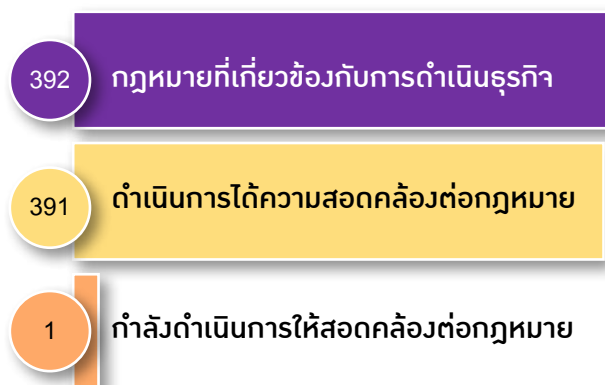 392 กฎหมายที่เกี่ยวข้องกับการดำเนินธุรกิจ
391 ดำเนินการได้ความสอดคล้องต่อกฎหมาย
1 กำลังดำเนินการให้สอดคล้องต่อกฎหมาย